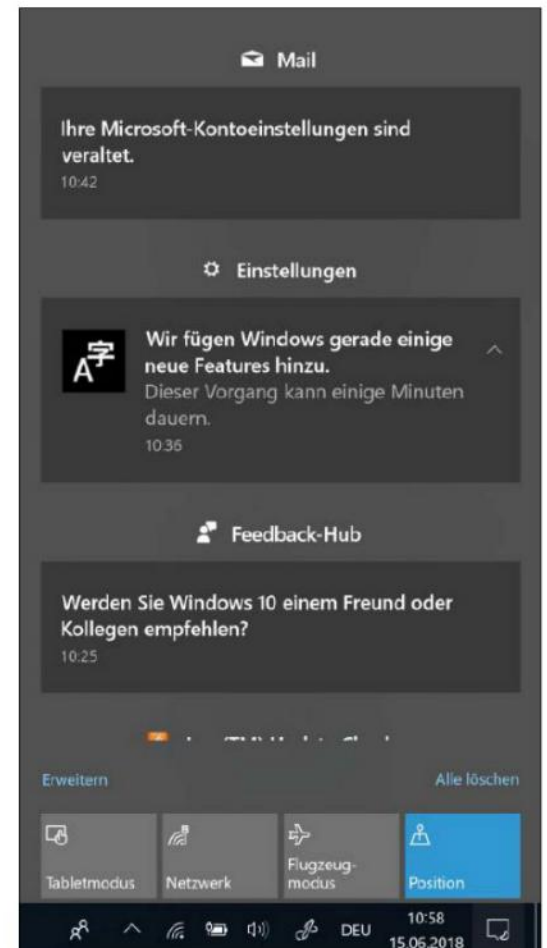 Mail
Ihre Microsoft-Kontoeinstellungen sind
veraltet.
10:42
Einstellungen
A字
Wir fügen Windows gerade einige
neue Features hinzu.
Dieser Vorgang kann einige Minuten
dauern.
10:36
Feedback-Hub
Werden Sie Windows 10 einem Freund oder
Kollegen empfehlen?
10:25
Erweitern
Alle löschen
Tabletmodus
Netzwerk
Flugzeug-
modus
Position
DEU
10:58
15.06.2018